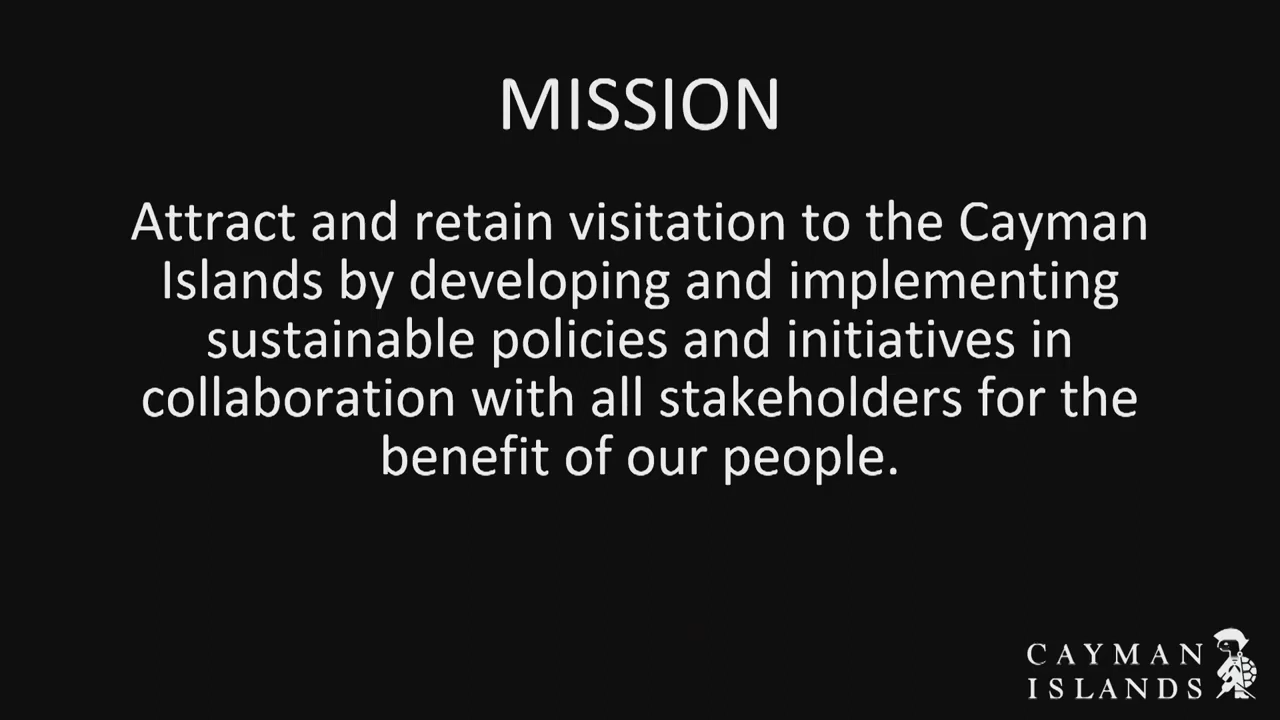 MISSION
Attract and retain visitation to the Cayman
Islands by developing and implementing
sustainable policies and initiatives in
collaboration with all stakeholders for the
benefit of our people.
CAYMAN
ISLANDS